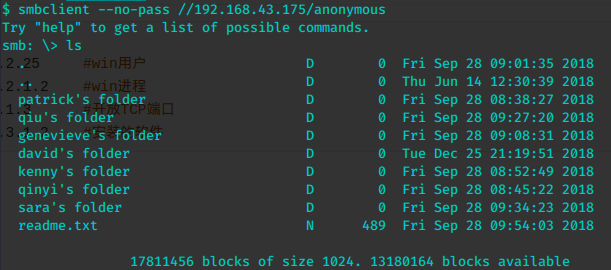 $ smbclient --no-pass //192.168.43.175/anonymous
Try "help" to get a list of possible commands.
smb: \> ls
. D 0 Fri Sep 28 09:01:35 2018
.2.25 #win用户
.. D 0 Thu Jun 14 12:30:39 2018
.2.1.2 #win进程
patrick's folder D 0 Fri Sep 28 08:38:27 2018
#开放TCP端口
qiu's folder D 0 Fri Sep 28 09:27:20 2018
genevieve's folder D 0 Fri Sep 28 09:08:31 2018
david's folder D 0 Tue Dec 25 21:19:51 2018
kenny's folder D 0 Fri Sep 28 08:52:49 2018
qinyi's folder D 0 Fri Sep 28 08:45:22 2018
sara's folder D 0 Fri Sep 28 09:34:23 2018
readme.txt N 489 Fri Sep 28 09:54:03 2018
17811456 blocks of size 1024. 13180164 blocks available